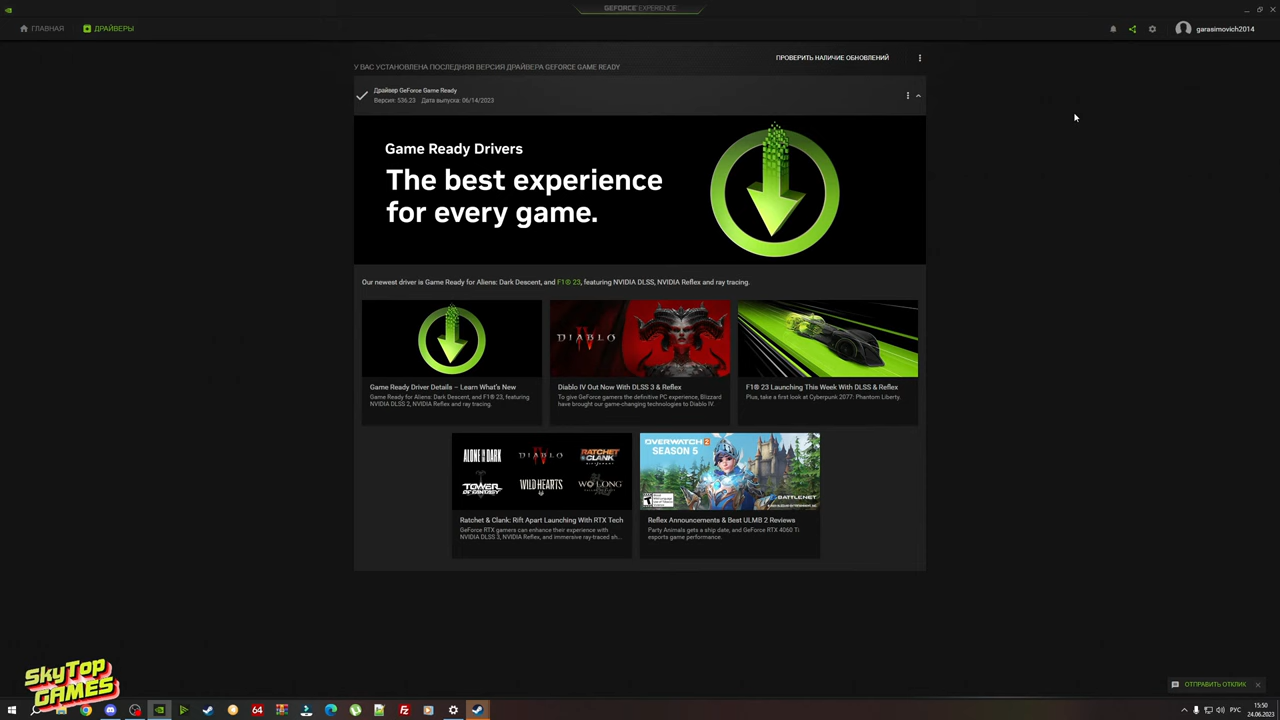 GEFORCE EXPERIENCE
ГЛАВНАЯ
ДРАЙВЕРЫ
garasimovich2014
ПРОВЕРИТЬ НАЛИЧИЕ ОБНОВЛЕНИЙ
У ВАС УСТАНОВЛЕНА ПОСЛЕДНЯЯ ВЕРСИЯ ДРАЙВЕРА GEFORCE GAME READY
Драйвер GeForce Game Ready
Версия: 536.23 Дата выпуска: 06/14/2023
Game Ready Drivers
The best experience
for every game.
Our newest driver is Game Ready for Aliens: Dark Descent, and F1® 23, featuring NVIDIA DLSS, NVIDIA Reflex and ray tracing.
DIABLO IV
Game Ready Driver Details – Learn What's New
Game Ready for Aliens: Dark Descent, and F1® 23, featuring
NVIDIA DLSS 2, NVIDIA Reflex and ray tracing.
Diablo IV Out Now With DLSS 3 & Reflex
To give GeForce gamers the definitive PC experience, Blizzard
have brought our game-changing technologies to Diablo IV.
F1® 23 Launching This Week With DLSS & Reflex
Plus, take a first look at Cyberpunk 2077: Phantom Liberty.
ALONE IN THE DARK
DIABLO IV
RATCHET & CLANK
TOWER OF FANTASY
WILD HEARTS
WO LONG
OVERWATCH 2
SEASON 5
BATTLE.NET
Ratchet & Clank: Rift Apart Launching With RTX Tech
GeForce RTX gamers can enhance their experience with
NVIDIA DLSS 3, NVIDIA Reflex, and immersive ray-traced sh...
Reflex Announcements & Best ULMB 2 Reviews
Party Animals gets a ship date, and GeForce RTX 4060 Ti
esports game performance.
SkyTop
GAMES
ОТПРАВИТЬ ОТКЛИК
64
РУС
15:50
24.06.2023